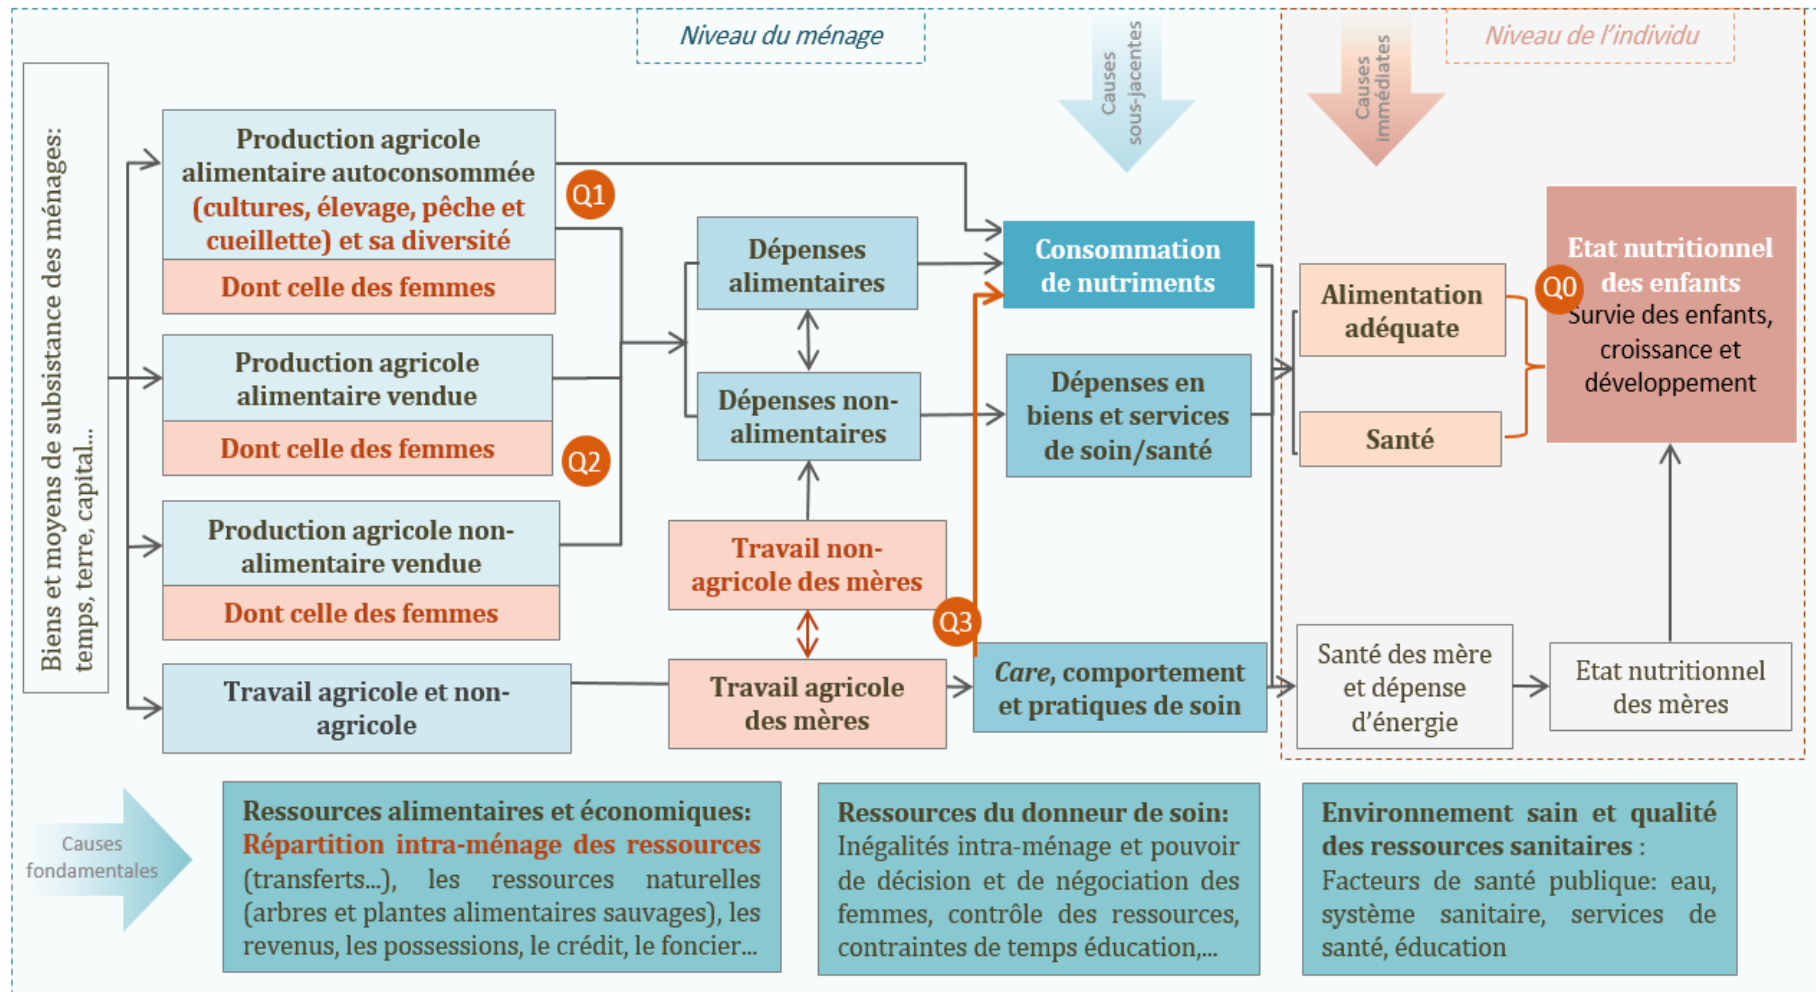 Niveau du ménage
Niveau de l'individu
Causes
sous-jacentes
Causes
immédiates
Biens et moyens de subsistance des ménages:
temps, terre, capital...
Production agricole
alimentaire autoconsommée
(cultures, élevage, pêche et
cueillette) et sa diversité
Dont celle des femmes
Q1
Production agricole
alimentaire vendue
Dont celle des femmes
Q2
Production agricole non-
alimentaire vendue
Dont celle des femmes
Travail agricole et non-
agricole
Dépenses
alimentaires
Dépenses non-
alimentaires
Travail non-
agricole des mères
Travail agricole
des mères
Q3
Consommation
de nutriments
Dépenses en
biens et services
de soin/santé
Care, comportement
et pratiques de soin
Alimentation
adéquate
Santé
Q0
Etat nutritionnel
des enfants
Survie des enfants,
croissance et
développement
Santé des mère
et dépense
d'énergie
Etat nutritionnel
des mères
Causes
fondamentales
Ressources alimentaires et économiques:
Répartition intra-ménage des ressources
(transferts...), les ressources naturelles
(arbres et plantes alimentaires sauvages), les
revenus, les possessions, le crédit, le foncier...
Ressources du donneur de soin:
Inégalités intra-ménage et pouvoir
de décision et de négociation des
femmes, contrôle des ressources,
contraintes de temps éducation,...
Environnement sain et qualité
des ressources sanitaires :
Facteurs de santé publique: eau,
système sanitaire, services de
santé, éducation